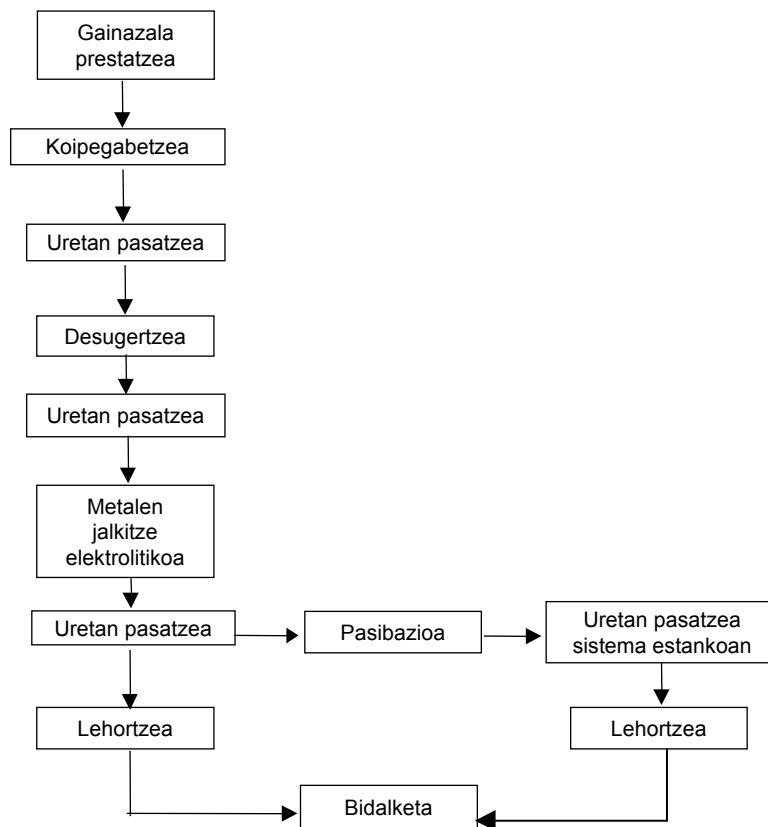 Gainazala
prestatzea
Koipegabetzea
Uretan pasatzea
Desugertzea
Uretan pasatzea
Metalen
jalkitze
elektrolitikoa
Uretan pasatzea
Pasibazioa
Uretan pasatzea
sistema estankoan
Lehortzea
Lehortzea
Bidalketa